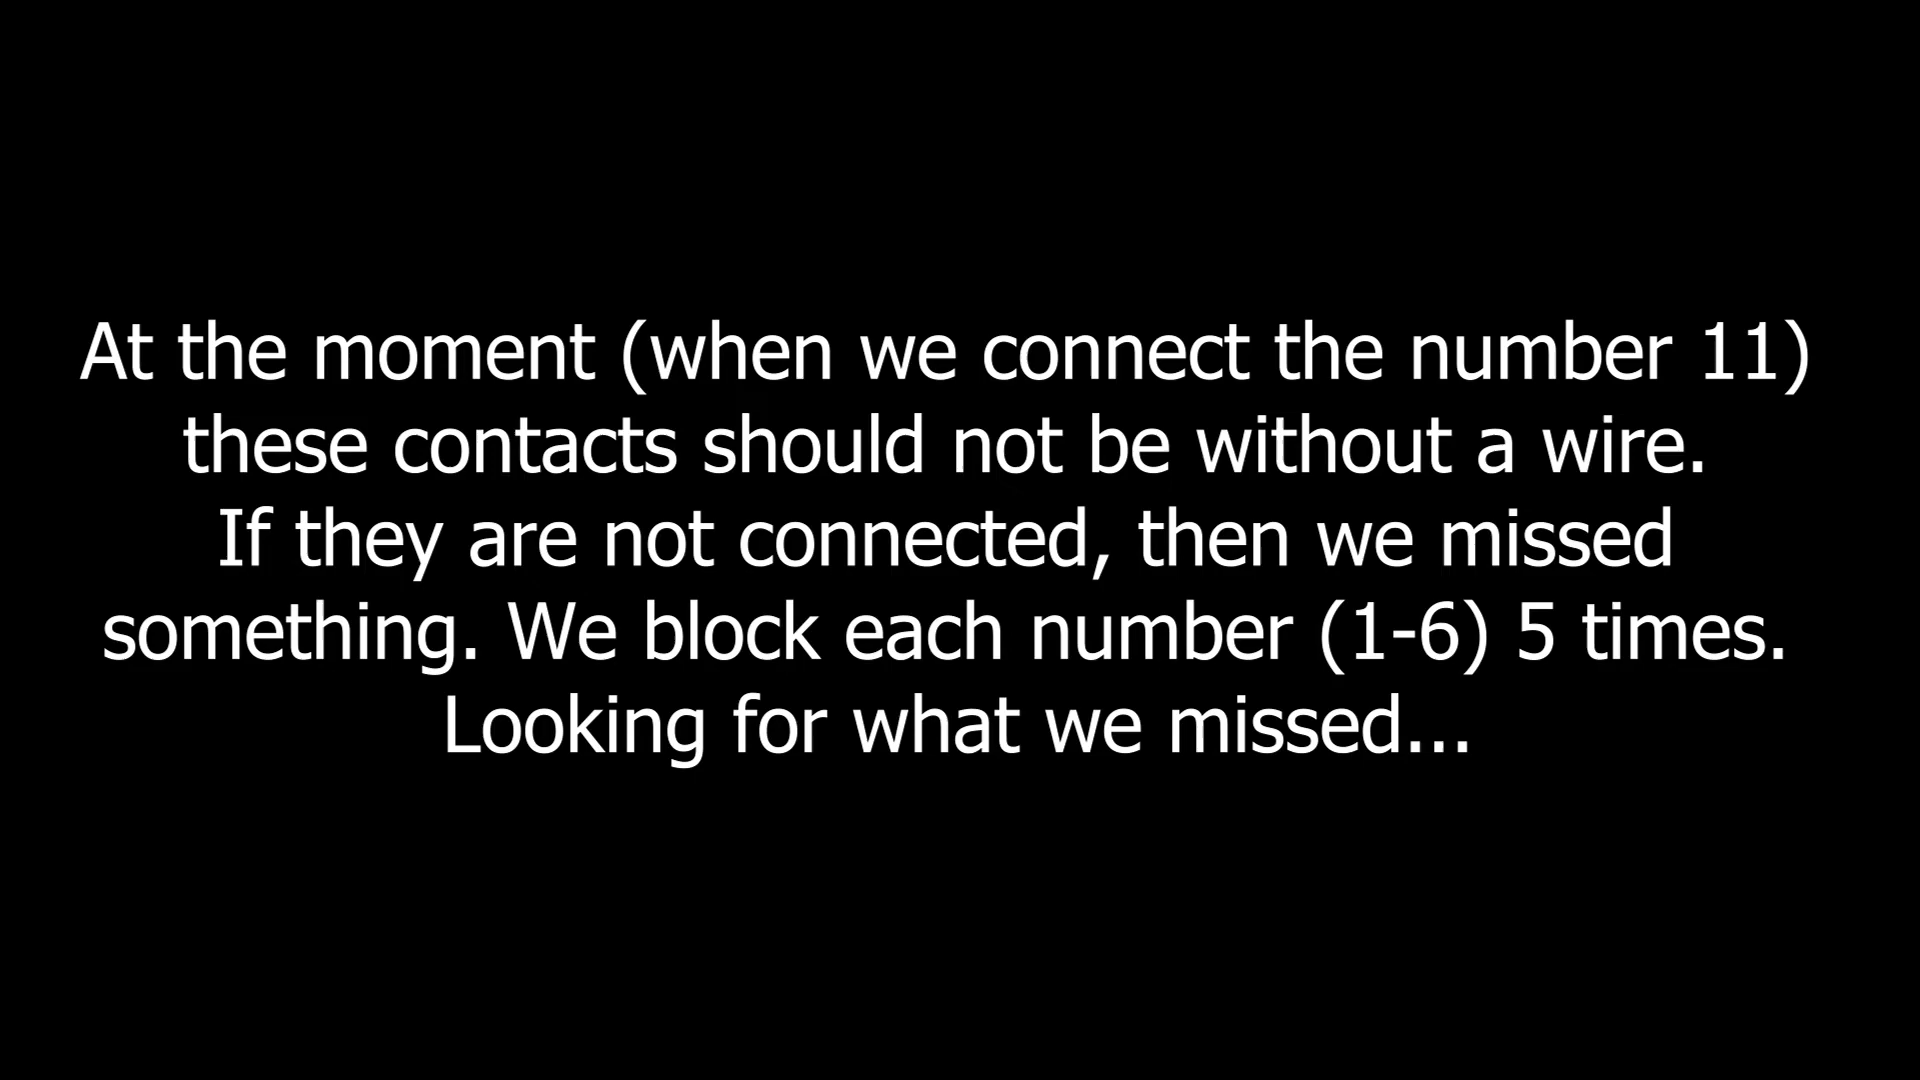 At the moment (when we connect the number 11)
these contacts should not be without a wire.
If they are not connected, then we missed
something. We block each number (1-6) 5 times.
Looking for what we missed...